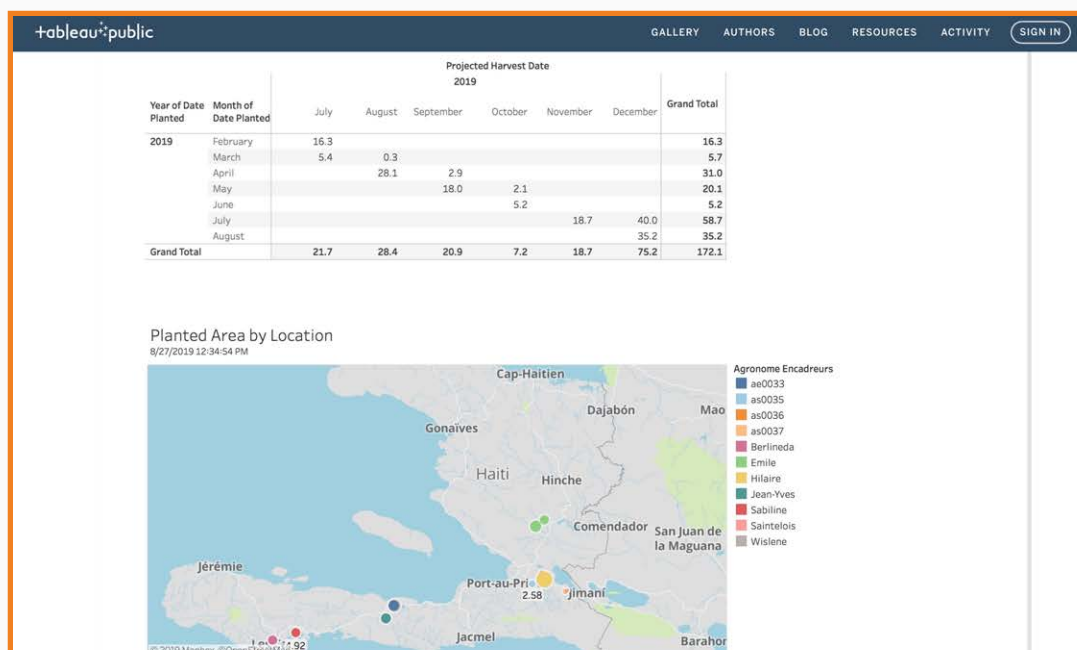 +ableau public
GALLERY AUTHORS BLOG RESOURCES ACTIVITY SIGN IN
Projected Harvest Date
2019
Year of Date Planted Month of Date Planted July August September October November December Grand Total
2019 February 16.3 16.3
March 5.4 0.3 5.7
April 28.1 2.9 31.0
May 18.0 2.1 20.1
June 5.2 5.2
July 18.7 40.0 58.7
August 35.2 35.2
Grand Total 21.7 28.4 20.9 7.2 18.7 75.2 172.1
Planted Area by Location
8/27/2019 12:34:54 PM
Cap-Haitien
Dajabón Mao
Gonaïves
Haiti Hinche
Comendador San Juan de
la Maguana
Jérémie
Port-au-Pri
2.58 Jimaní
Jacmel
Barahor
92
Agronome Encadreurs
ae0033
as0035
as0036
as0037
Berlineda
Emile
Hilaire
Jean-Yves
Sabiline
Saintelois
Wislene